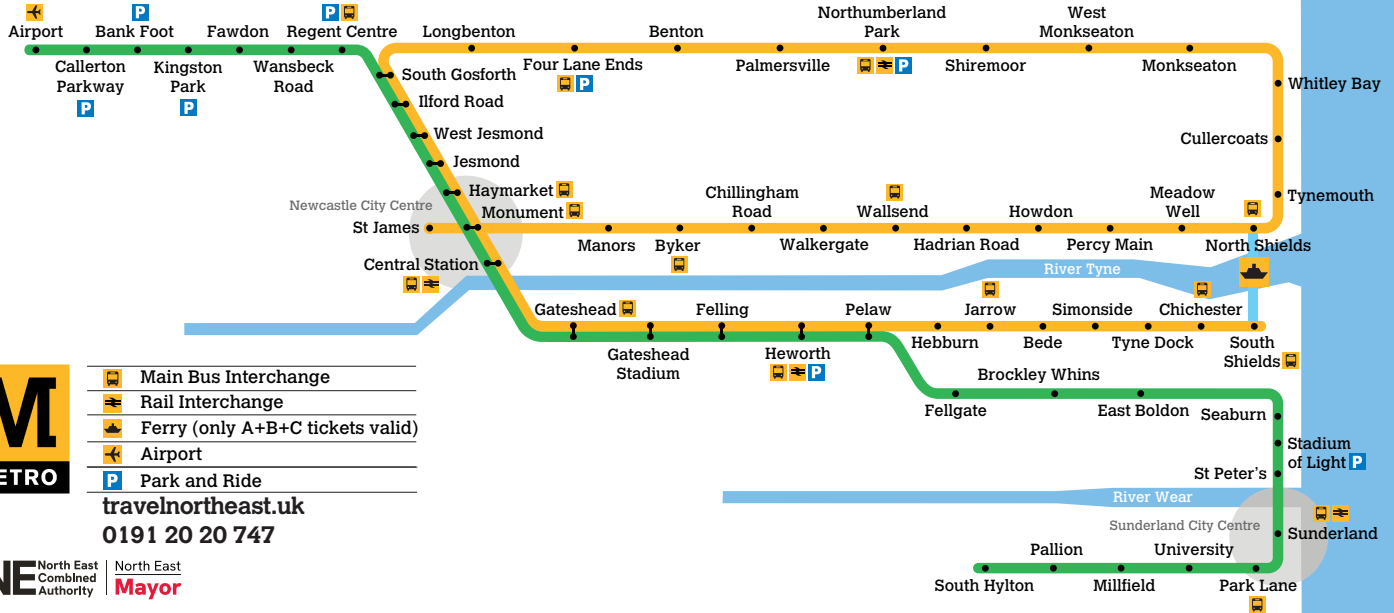 Airport
Callerton
Parkway
Bank Foot
Kingston
Park
Fawdon
Wansbeck
Road
Regent Centre
Longbenton
Four Lane Ends
Benton
Palmersville
Northumberland
Park
Shiremoor
West
Monkseaton
Monkseaton
South Gosforth
Ilford Road
West Jesmond
Jesmond
Haymarket
Newcastle City Centre
Monument
St James
Central Station
Whitley Bay
Cullercoats
Tynemouth
Manors
Byker
Chillingham
Road
Walkergate
Wallsend
Hadrian Road
Howdon
Percy Main
Meadow
Well
North Shields
River Tyne
Gateshead
Gateshead
Stadium
Felling
Heworth
Pelaw
Hebburn
Jarrow
Bede
Simonside
Tyne Dock
Chichester
South
Shields
Fellgate
Brockley Whins
East Boldon
Seaburn
Stadium
of Light
St Peter's
River Wear
Sunderland City Centre
Sunderland
South Hylton
Pallion
Millfield
University
Park Lane
M
ETRO
Main Bus Interchange
Rail Interchange
Ferry (only A+B+C tickets valid)
Airport
P Park and Ride
travelnortheast.uk
0191 20 20 747
NE
North East
Combined
Authority
North East
Mayor